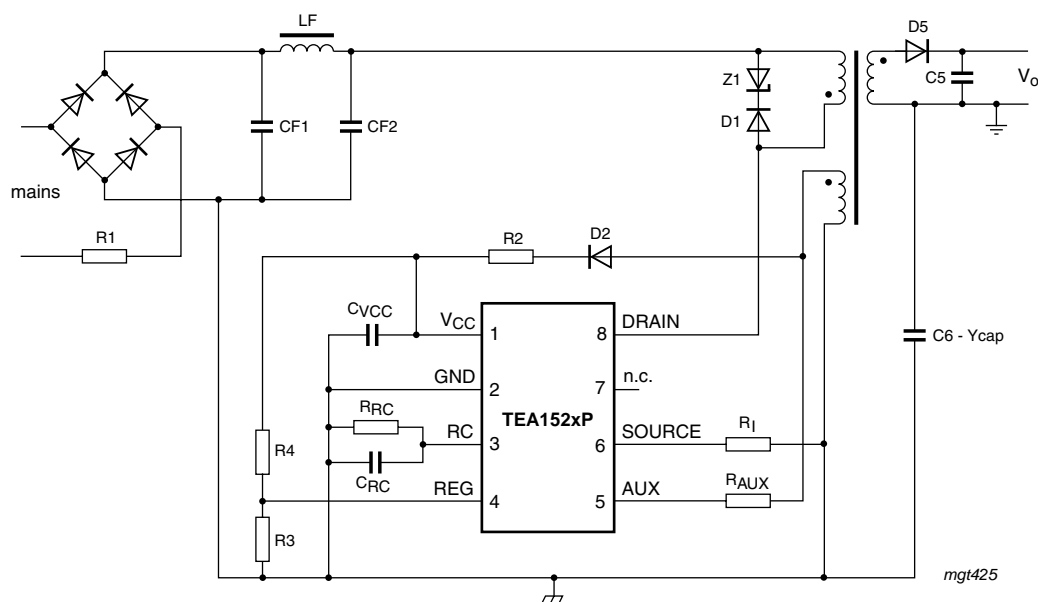 LF
D5
Z1
C5
Vo
CF1
CF2
D1
mains
R1
R2
D2
CVCC
VCC
1
8
DRAIN
C6 - Ycap
GND
2
7
n.c.
RRC
TEA152xP
RC
3
6
SOURCE
RI
R4
CRC
RAUX
REG
4
5
AUX
R3
mgt425